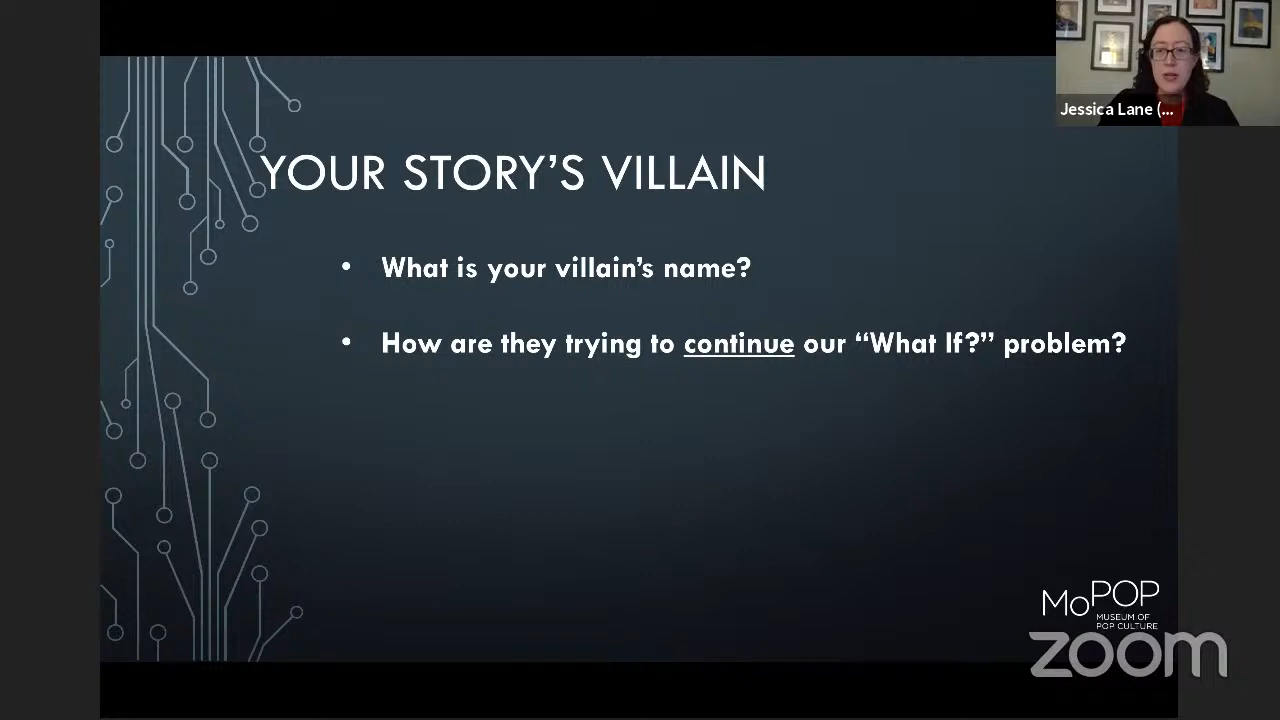 Jessica Lane (...
YOUR STORY’S VILLAIN
• What is your villain’s name?
• How are they trying to continue our “What If?” problem?
MoPOP
MUSEUM OF
POP CULTURE
zoom